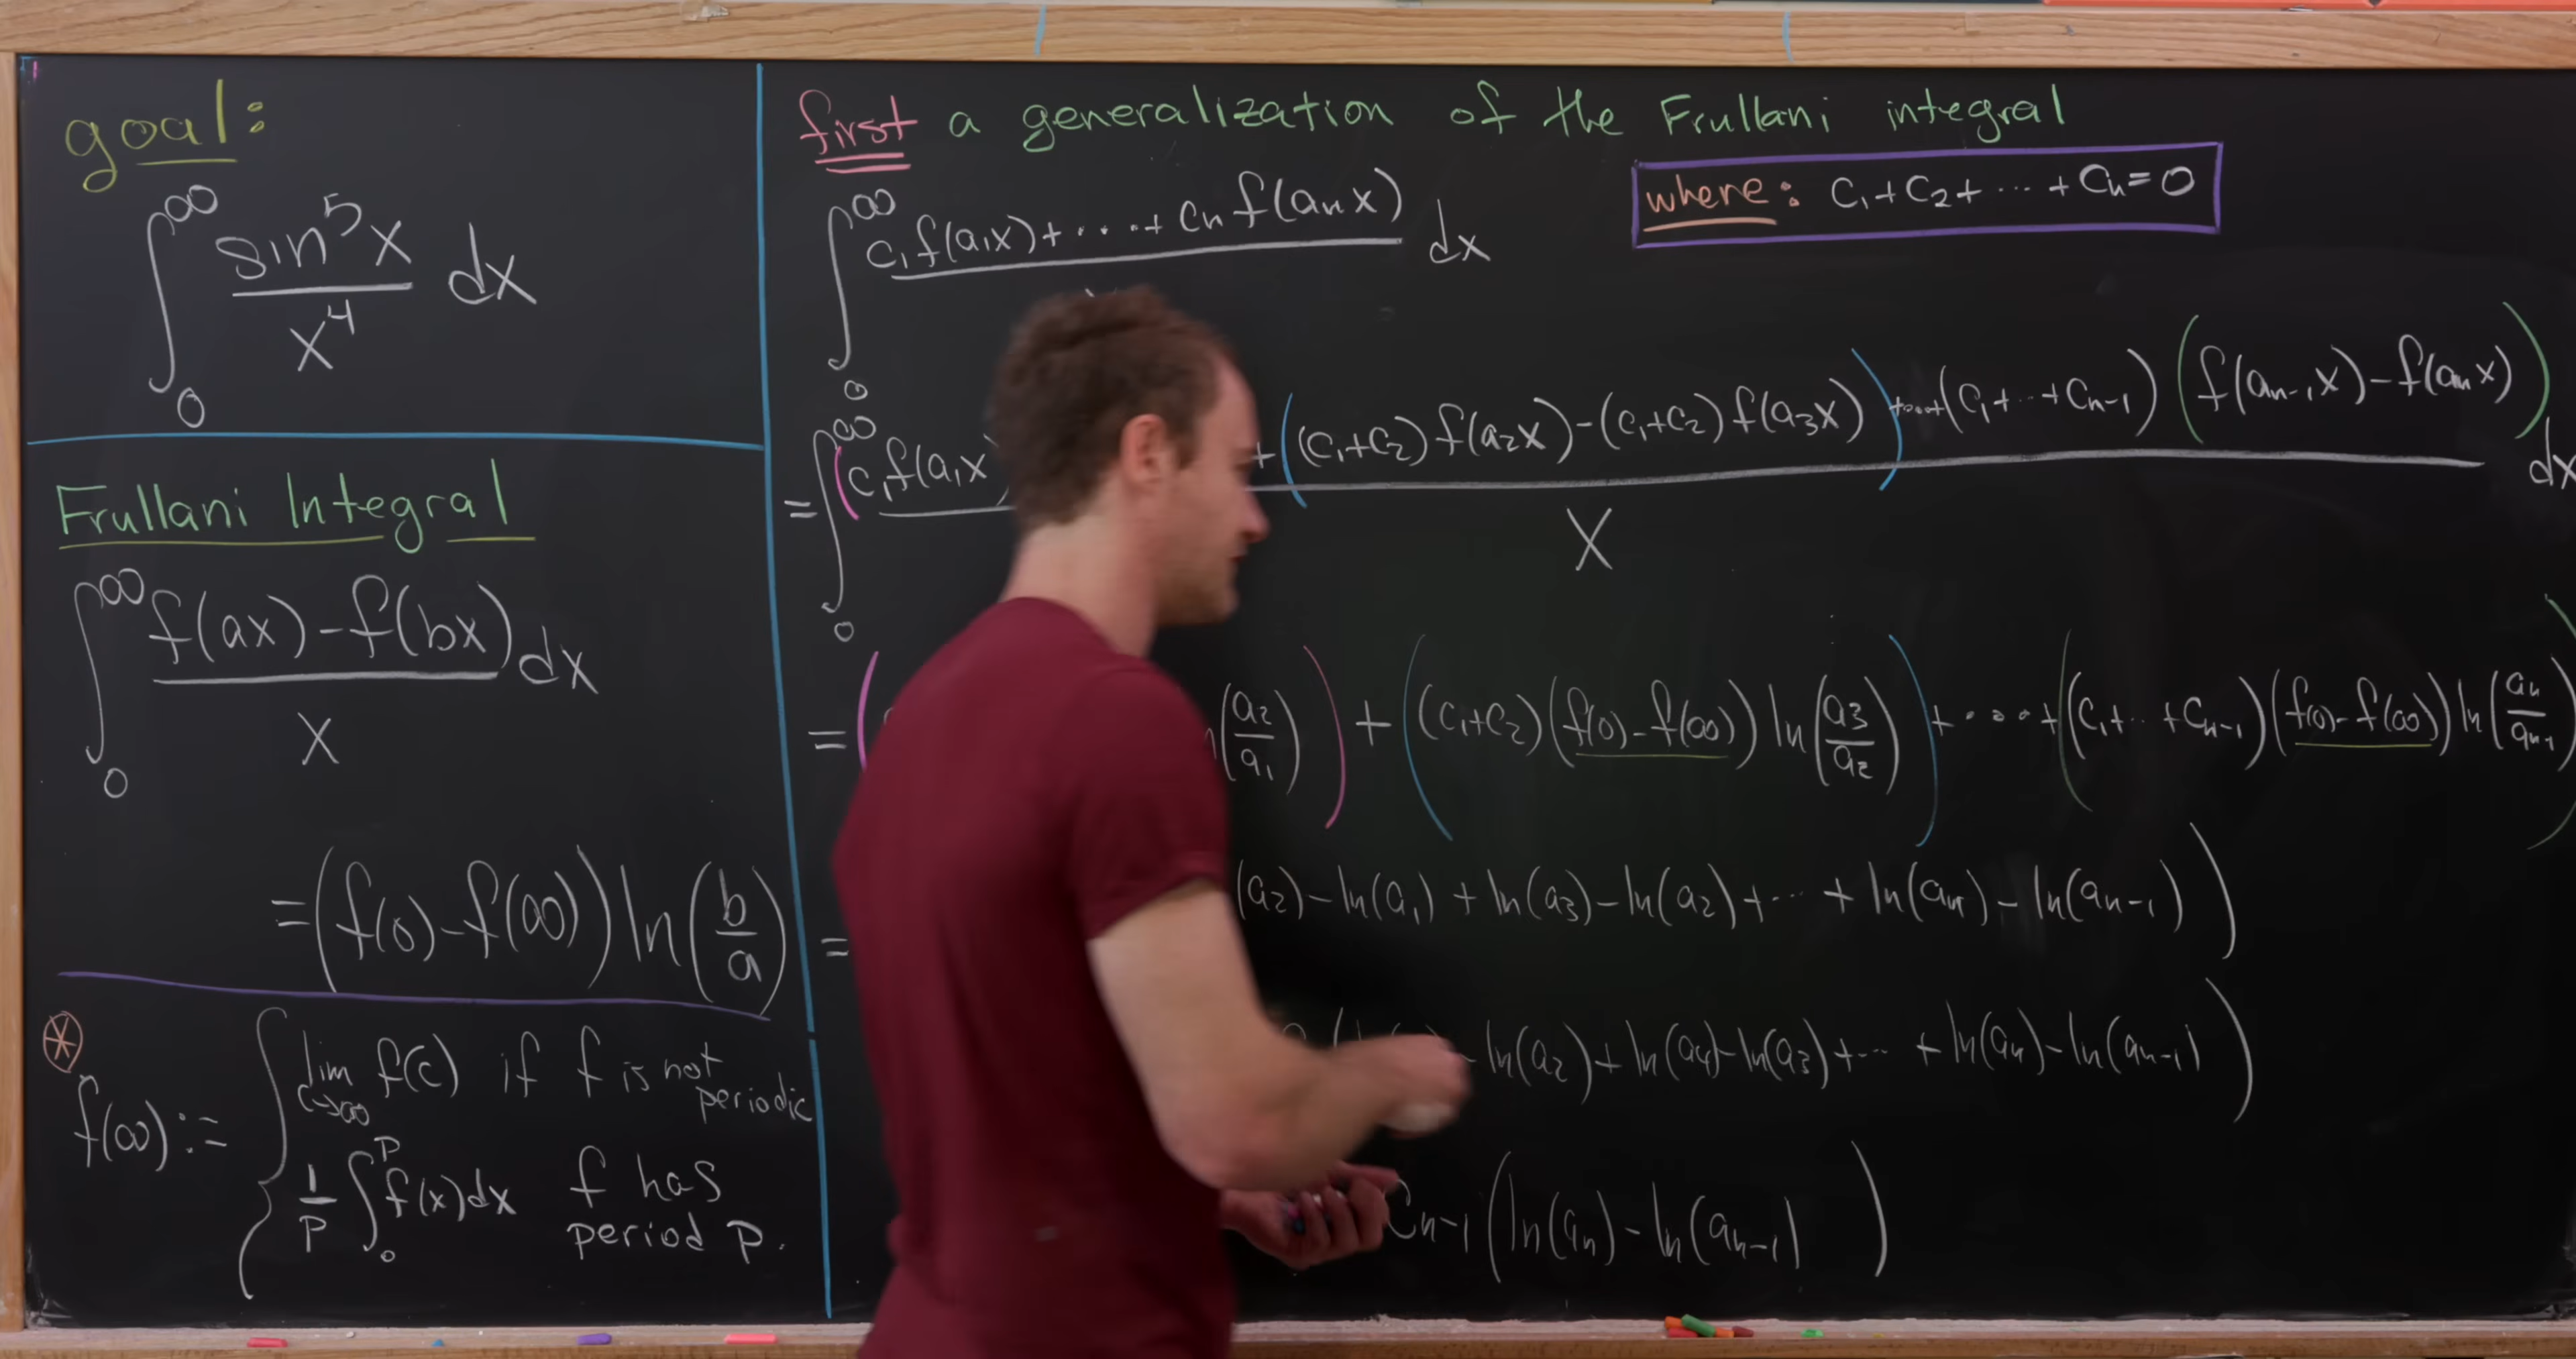 goal:
∫₀^∞ sin⁵x / x⁴ dx
Frullani Integral
∫₀^∞ f(ax)-f(bx) / x dx
= (f(0)-f(∞)) ln(b/a)
⊛
f(∞) := { lim_{c→∞} f(c) if f is not periodic
1/P ∫₀^P f(x)dx f has period P.
first a generalization of the Frullani integral
where: c₁+c₂+⋯+cₙ=0
∫₀^∞ c₁f(a₁x)+⋯+cₙf(aₙx) dx
= ∫₀^∞ (c₁f(a₁x) + ((c₁+c₂)f(a₂x)-(c₁+c₂)f(a₃x)) +⋯+(c₁+⋯+cₙ₋₁)(f(aₙ₋₁x)-f(aₙx)) / x dx
= ( (a₂/a₁)) + ((c₁+c₂)(f(0)-f(∞)) ln(a₃/a₂)) +⋯+ ((c₁+⋯+cₙ₋₁)(f(0)-f(∞)) ln(aₙ/aₙ₋₁))
= (a₂)-ln(a₁)+ln(a₃)-ln(a₂)+⋯+ln(aₙ)-ln(aₙ₋₁))
-ln(a₂)+ln(a₄)-ln(a₃)+⋯+ln(aₙ)-ln(aₙ₋₁))
cₙ₋₁(ln(aₙ)-ln(aₙ₋₁))